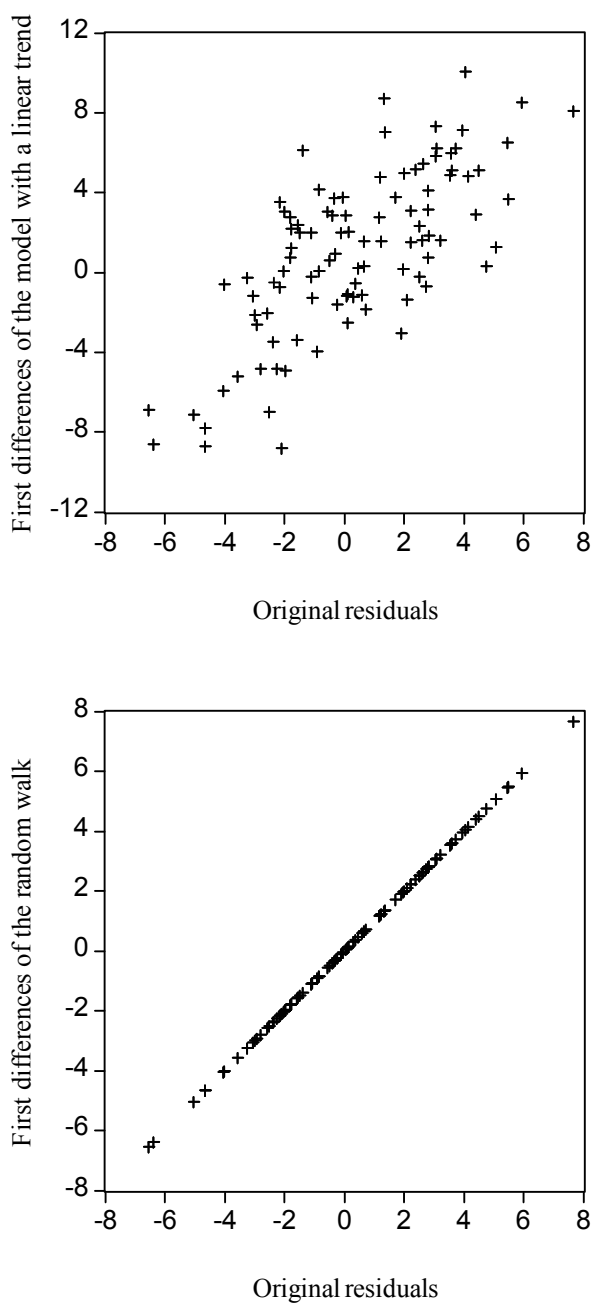 First differences of the model with a linear trend
12
8
4
0
-4
-8
-12
-8 -6 -4 -2 0 2 4 6 8
Original residuals
First differences of the random walk
8
6
4
2
0
-2
-4
-6
-8
-8 -6 -4 -2 0 2 4 6 8
Original residuals